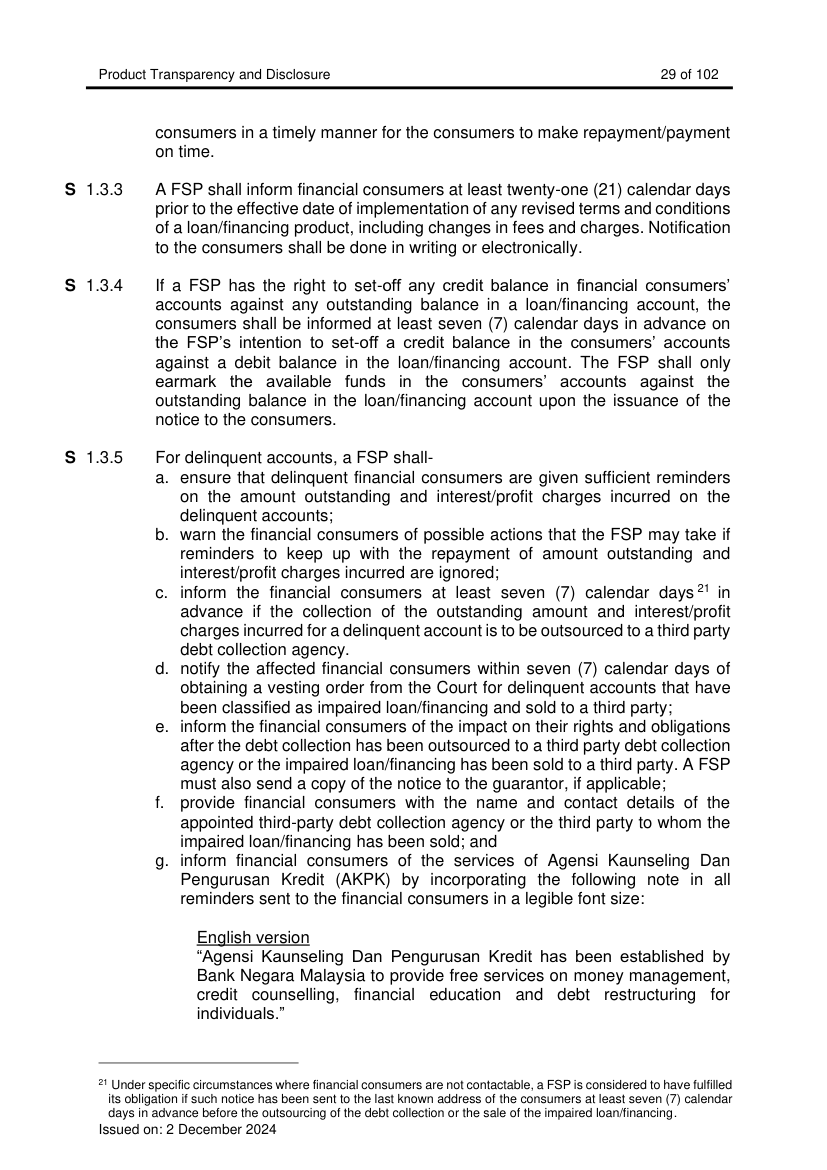 Product Transparency and Disclosure 29 of 102
consumers in a timely manner for the consumers to make repayment/payment
on time.
S 1.3.3 A FSP shall inform financial consumers at least twenty-one (21) calendar days
prior to the effective date of implementation of any revised terms and conditions
of a loan/financing product, including changes in fees and charges. Notification
to the consumers shall be done in writing or electronically.
S 1.3.4 If a FSP has the right to set-off any credit balance in financial consumers’
accounts against any outstanding balance in a loan/financing account, the
consumers shall be informed at least seven (7) calendar days in advance on
the FSP’s intention to set-off a credit balance in the consumers’ accounts
against a debit balance in the loan/financing account. The FSP shall only
earmark the available funds in the consumers’ accounts against the
outstanding balance in the loan/financing account upon the issuance of the
notice to the consumers.
S 1.3.5 For delinquent accounts, a FSP shall-
a. ensure that delinquent financial consumers are given sufficient reminders
on the amount outstanding and interest/profit charges incurred on the
delinquent accounts;
b. warn the financial consumers of possible actions that the FSP may take if
reminders to keep up with the repayment of amount outstanding and
interest/profit charges incurred are ignored;
c. inform the financial consumers at least seven (7) calendar days 21 in
advance if the collection of the outstanding amount and interest/profit
charges incurred for a delinquent account is to be outsourced to a third party
debt collection agency.
d. notify the affected financial consumers within seven (7) calendar days of
obtaining a vesting order from the Court for delinquent accounts that have
been classified as impaired loan/financing and sold to a third party;
e. inform the financial consumers of the impact on their rights and obligations
after the debt collection has been outsourced to a third party debt collection
agency or the impaired loan/financing has been sold to a third party. A FSP
must also send a copy of the notice to the guarantor, if applicable;
f. provide financial consumers with the name and contact details of the
appointed third-party debt collection agency or the third party to whom the
impaired loan/financing has been sold; and
g. inform financial consumers of the services of Agensi Kaunseling Dan
Pengurusan Kredit (AKPK) by incorporating the following note in all
reminders sent to the financial consumers in a legible font size:
English version
“Agensi Kaunseling Dan Pengurusan Kredit has been established by
Bank Negara Malaysia to provide free services on money management,
credit counselling, financial education and debt restructuring for
individuals.”
21 Under specific circumstances where financial consumers are not contactable, a FSP is considered to have fulfilled
its obligation if such notice has been sent to the last known address of the consumers at least seven (7) calendar
days in advance before the outsourcing of the debt collection or the sale of the impaired loan/financing.
Issued on: 2 December 2024